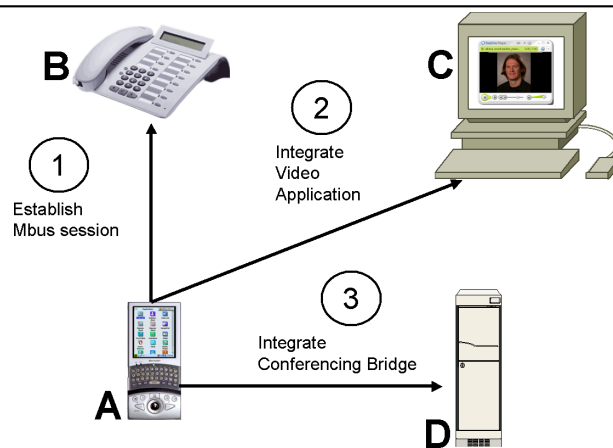 B
C
1
Establish
Mbus session
2
Integrate
Video
Application
3
Integrate
Conferencing Bridge
A
D